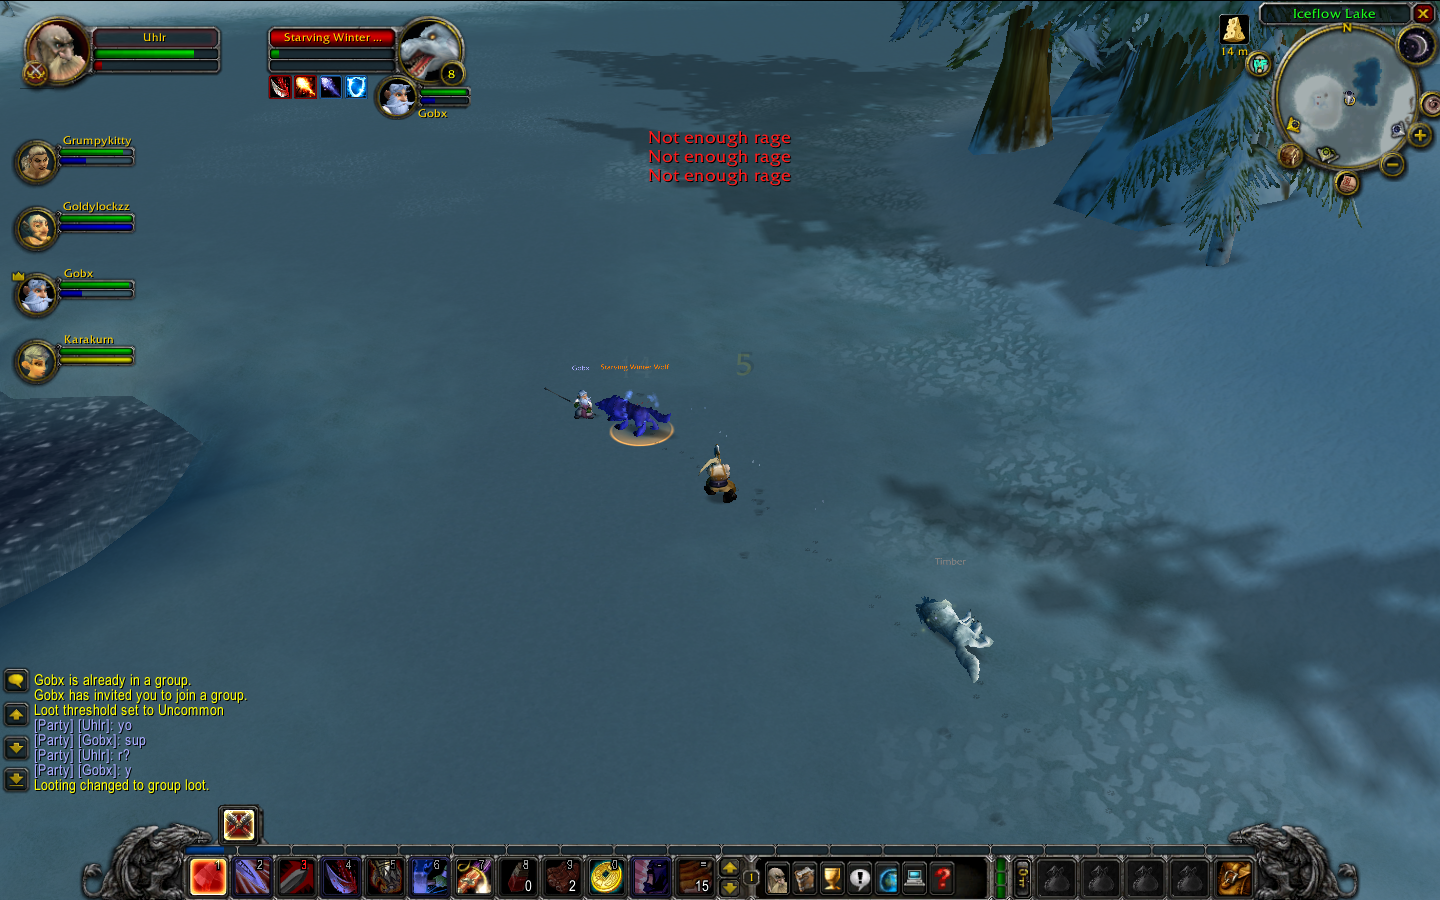 Uhlr
Starving Winter ...
8
Gobx
Iceflow Lake
N
14 m
Grumpykitty
Goldylockzz
Gobx
Karakum
Not enough rage
Not enough rage
Not enough rage
5
Gobx
Starving Winter Wolf
Timber
Gobx is already in a group.
Gobx has invited you to join a group.
Loot threshold set to Uncommon
[Party] [Uhlr]: yo
[Party] [Gobx]: sup
[Party] [Uhlr]: r?
[Party] [Gobx]: y
Looting changed to group loot.
1 2 3 4 5 6 7 8 9 0 - =
0 2 15
1